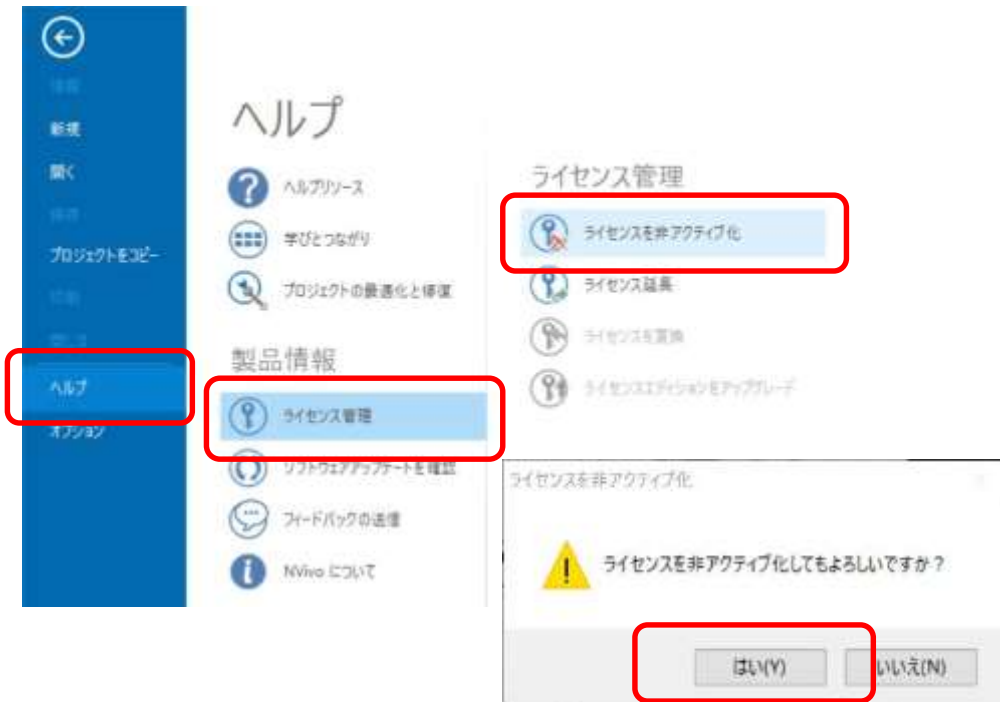 情報
新規
開く
保存
プロジェクトをコピー
印刷
閉じる
ヘルプ
オプション
ヘルプ
ヘルプリソース
学びとつながり
プロジェクトの最適化と修復
製品情報
ライセンス管理
ソフトウェアアップデートを確認
フィードバックの送信
NVivo について
ライセンス管理
ライセンスを非アクティブ化
ライセンス延長
ライセンスを置換
ライセンスエディションをアップグレード
ライセンスを非アクティブ化
ライセンスを非アクティブ化してもよろしいですか？
はい(Y)
いいえ(N)